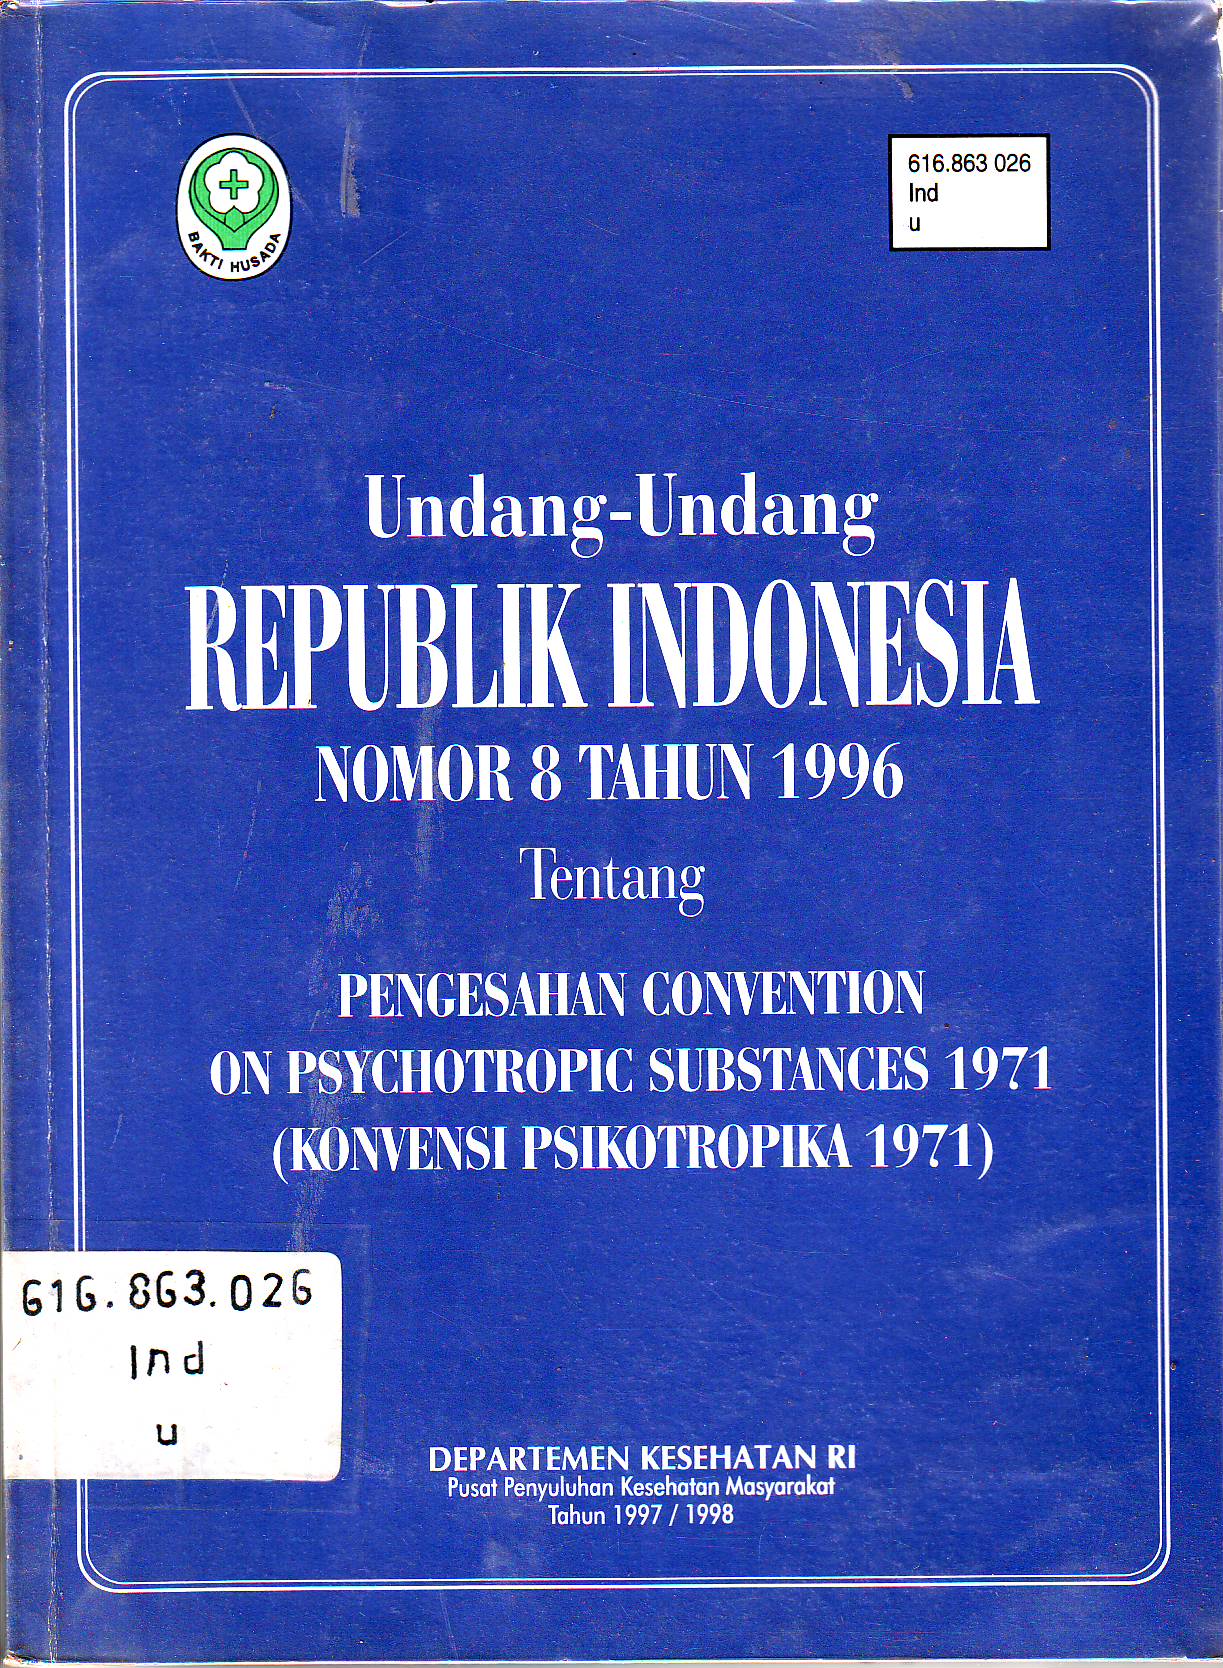 BAKTI HUSADA
616.863 026
Ind
u
Undang-Undang
REPUBLIK INDONESIA
NOMOR 8 TAHUN 1996
Tentang
PENGESAHAN CONVENTION
ON PSYCHOTROPIC SUBSTANCES 1971
(KONVENSI PSIKOTROPIKA 1971)
616.863.026
Ind
u
DEPARTEMEN KESEHATAN RI
Pusat Penyuluhan Kesehatan Masyarakat
Tahun 1997 / 1998